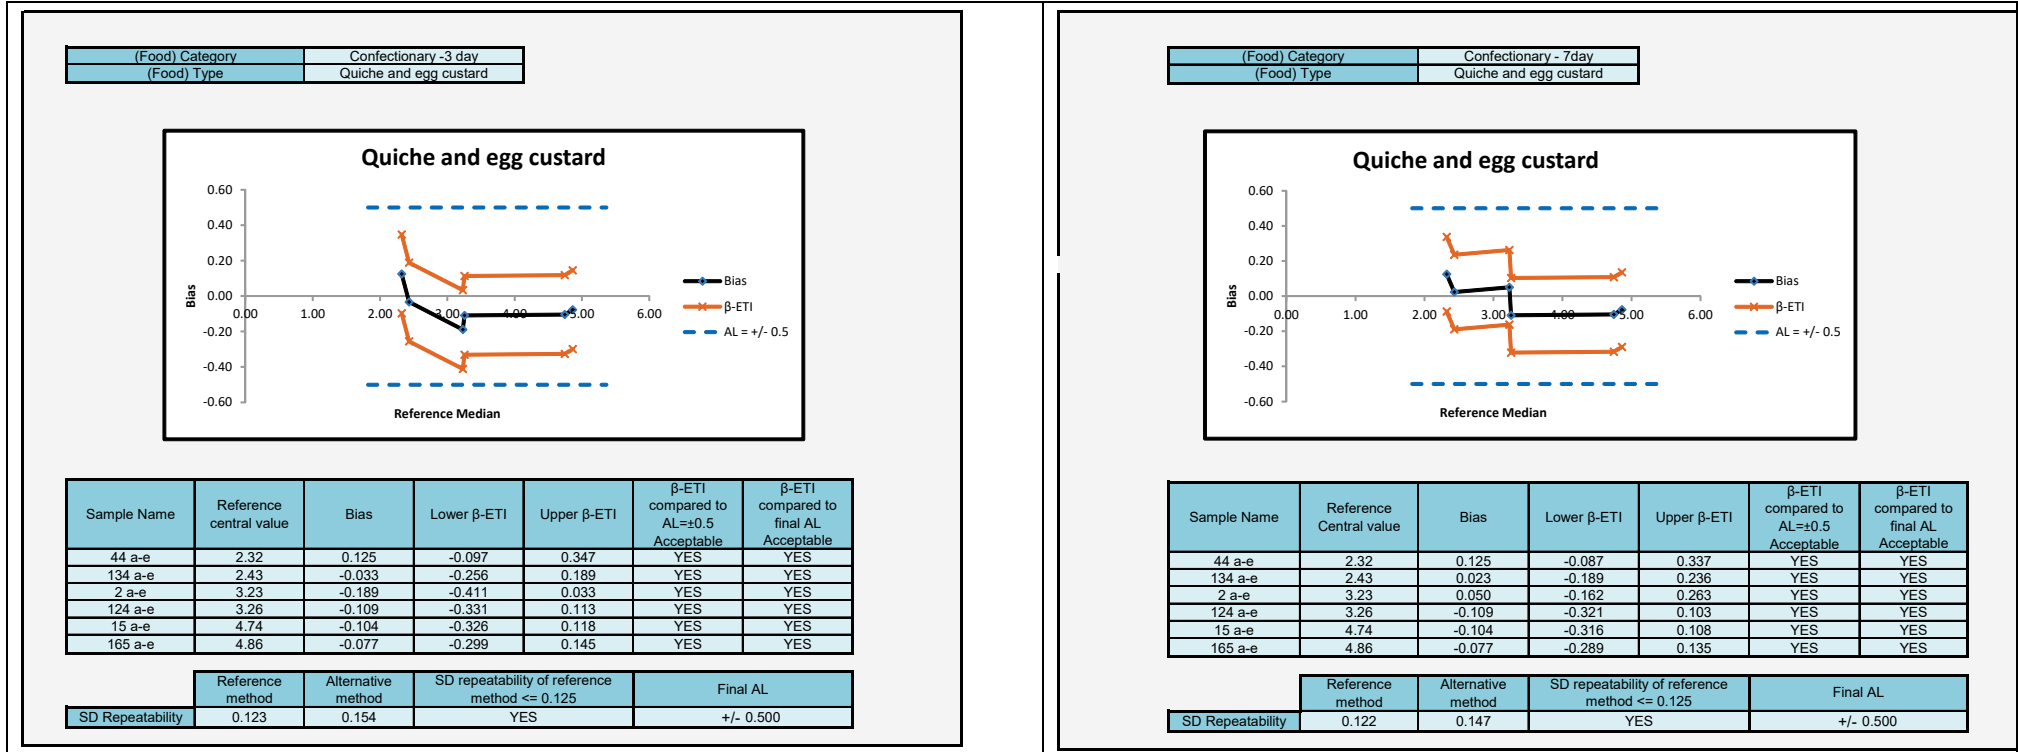 (Food) Category Confectionary -3 day
(Food) Type Quiche and egg custard
Quiche and egg custard
0.60
0.40
0.20
0.00
-0.20
-0.40
-0.60
0.00 1.00 2.00 3.00 4.00 5.00 6.00
Bias
Reference Median
Bias
β-ETI
AL = +/- 0.5
Sample Name Reference central value Bias Lower β-ETI Upper β-ETI β-ETI compared to AL=±0.5 Acceptable β-ETI compared to final AL Acceptable
44 a-e 2.32 0.125 -0.097 0.347 YES YES
134 a-e 2.43 -0.033 -0.256 0.189 YES YES
2 a-e 3.23 -0.189 -0.411 0.033 YES YES
124 a-e 3.26 -0.109 -0.331 0.113 YES YES
15 a-e 4.74 -0.104 -0.326 0.118 YES YES
165 a-e 4.86 -0.077 -0.299 0.145 YES YES
Reference method Alternative method SD repeatability of reference method <= 0.125 Final AL
SD Repeatability 0.123 0.154 YES +/- 0.500
(Food) Category Confectionary - 7day
(Food) Type Quiche and egg custard
Quiche and egg custard
0.60
0.40
0.20
0.00
-0.20
-0.40
-0.60
0.00 1.00 2.00 3.00 4.00 5.00 6.00
Bias
Reference Median
Bias
β-ETI
AL = +/- 0.5
Sample Name Reference Central value Bias Lower β-ETI Upper β-ETI β-ETI compared to AL=±0.5 Acceptable β-ETI compared to final AL Acceptable
44 a-e 2.32 0.125 -0.087 0.337 YES YES
134 a-e 2.43 0.023 -0.189 0.236 YES YES
2 a-e 3.23 0.050 -0.162 0.263 YES YES
124 a-e 3.26 -0.109 -0.321 0.103 YES YES
15 a-e 4.74 -0.104 -0.316 0.108 YES YES
165 a-e 4.86 -0.077 -0.289 0.135 YES YES
Reference method Alternative method SD repeatability of reference method <= 0.125 Final AL
SD Repeatability 0.122 0.147 YES +/- 0.500